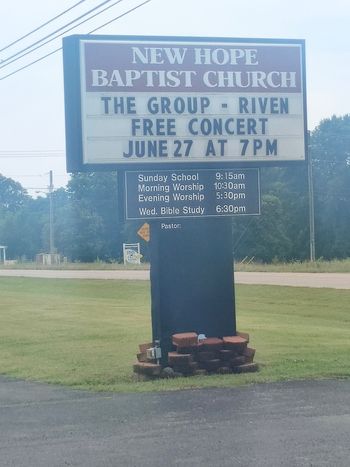 NEW HOPE
BAPTIST CHURCH
THE GROUP - RIVEN
FREE CONCERT
JUNE 27 AT 7PM
Sunday School 9:15am
Morning Worship 10:30am
Evening Worship 5:30pm
Wed. Bible Study 6:30pm
Pastor: